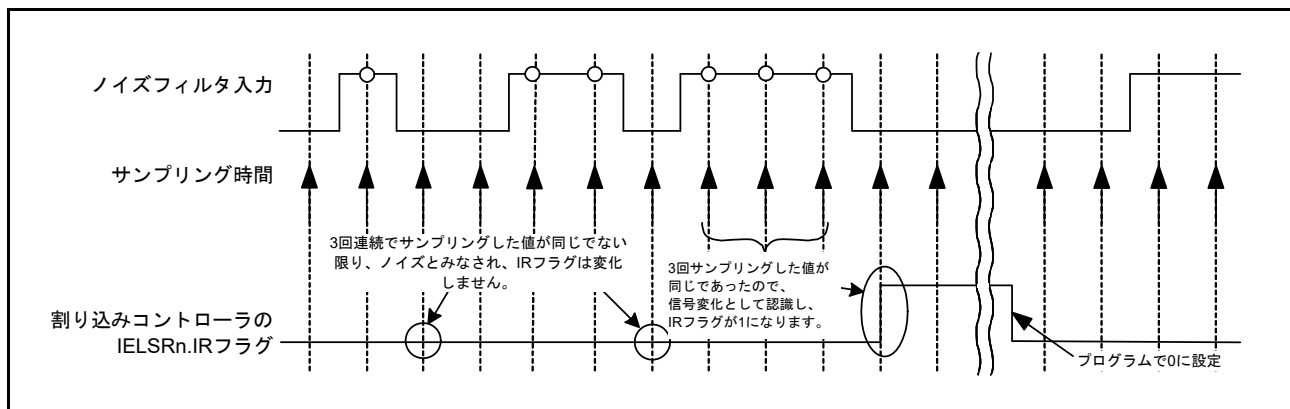 ノイズフィルタ入力
サンプリング時間
3回連続でサンプリングした値が同じでない
限り、ノイズとみなされ、IRフラグは変化
しません。
3回サンプリングした値が
同じであったので、
信号変化として認識し、
IRフラグが1になります。
割り込みコントローラの
IELSRn.IRフラグ
プログラムで0に設定